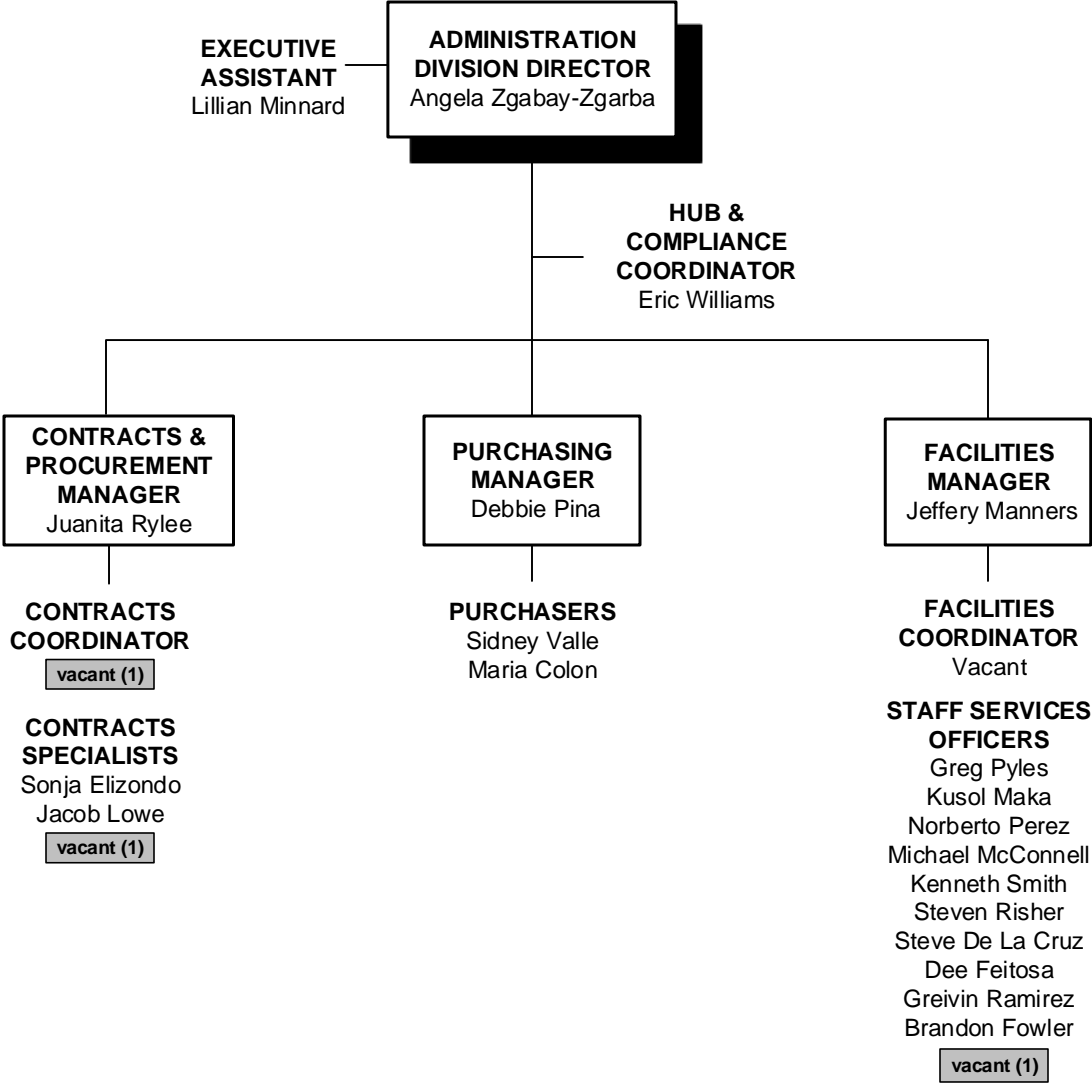 EXECUTIVE
ASSISTANT
Lillian Minnard
ADMINISTRATION
DIVISION DIRECTOR
Angela Zgabay-Zgarba
HUB &
COMPLIANCE
COORDINATOR
Eric Williams
CONTRACTS &
PROCUREMENT
MANAGER
Juanita Rylee
CONTRACTS
COORDINATOR
vacant (1)
CONTRACTS
SPECIALISTS
Sonja Elizondo
Jacob Lowe
vacant (1)
PURCHASING
MANAGER
Debbie Pina
PURCHASERS
Sidney Valle
Maria Colon
FACILITIES
MANAGER
Jeffery Manners
FACILITIES
COORDINATOR
Vacant
STAFF SERVICES
OFFICERS
Greg Pyles
Kusol Maka
Norberto Perez
Michael McConnell
Kenneth Smith
Steven Risher
Steve De La Cruz
Dee Feitosa
Greivin Ramirez
Brandon Fowler
vacant (1)